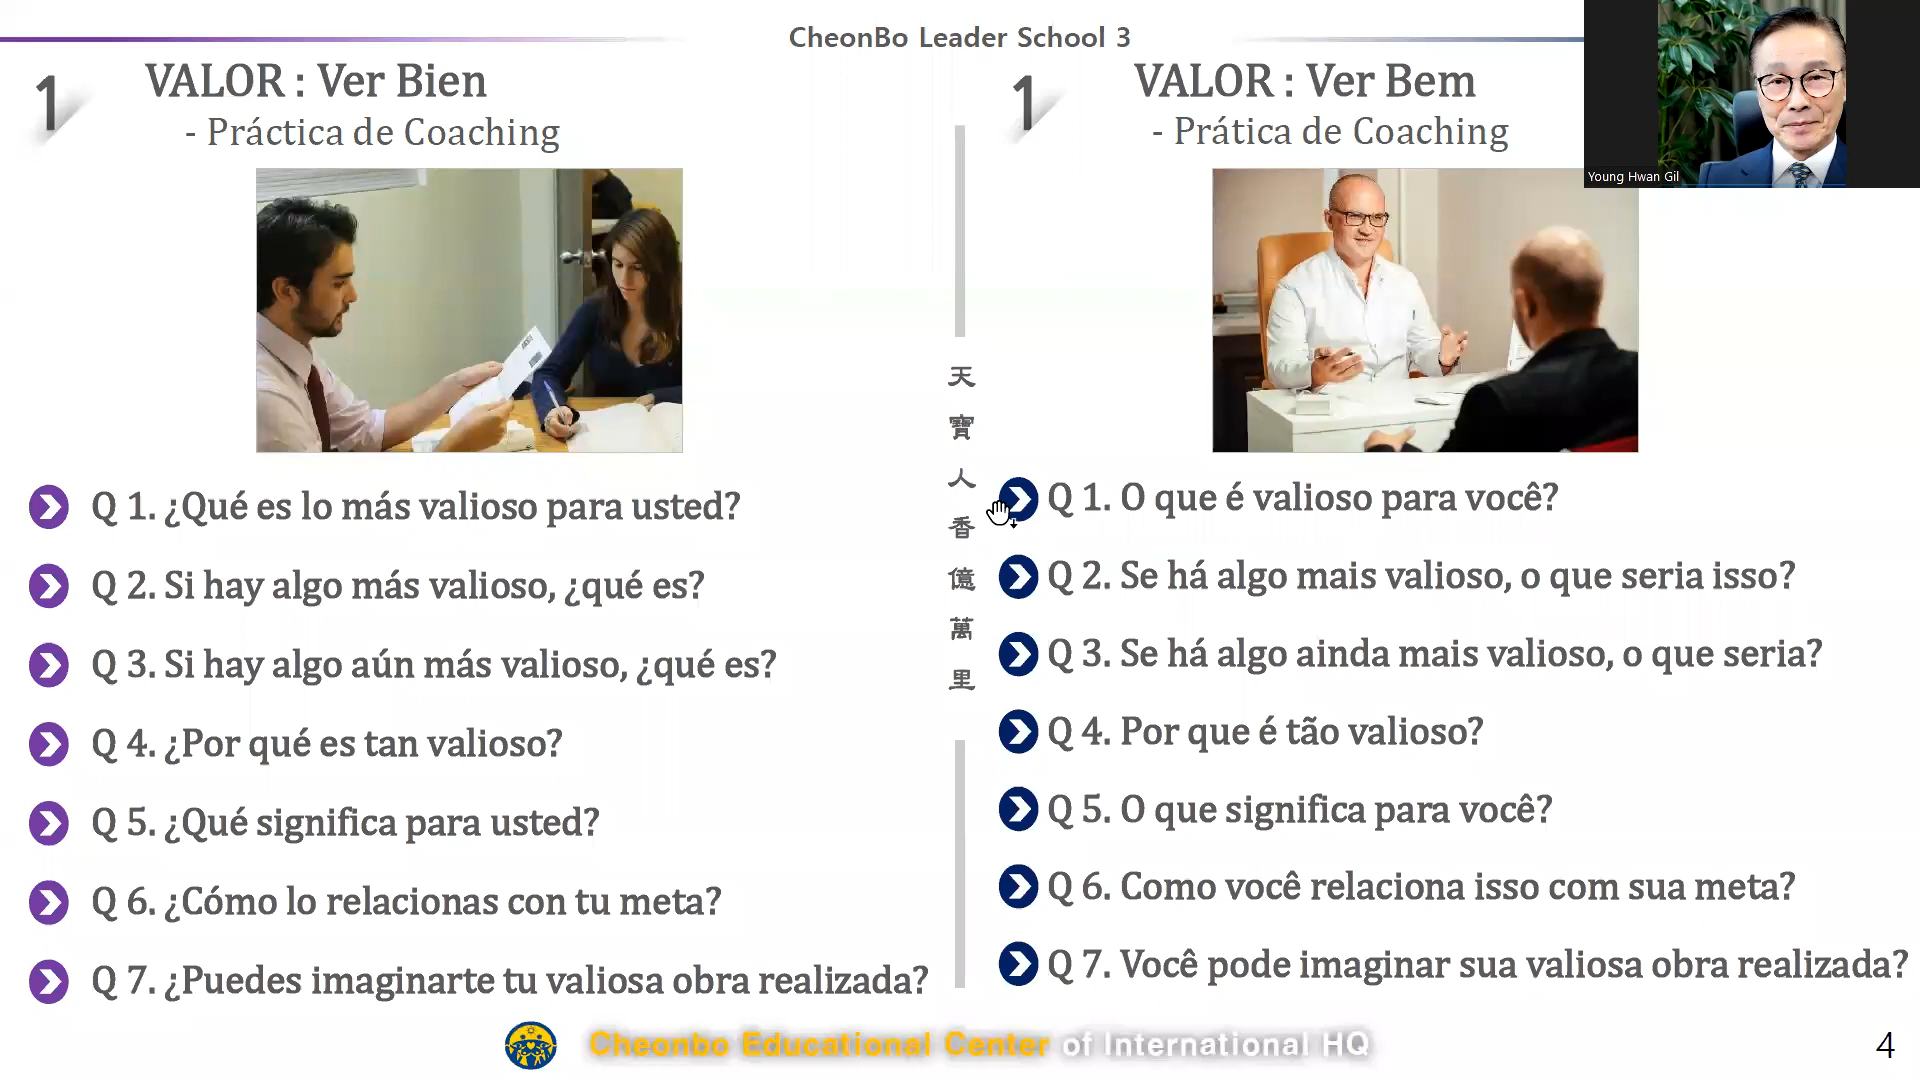 CheonBo Leader School 3
1
VALOR : Ver Bien
- Práctica de Coaching
Q 1. ¿Qué es lo más valioso para usted?
Q 2. Si hay algo más valioso, ¿qué es?
Q 3. Si hay algo aún más valioso, ¿qué es?
Q 4. ¿Por qué es tan valioso?
Q 5. ¿Qué significa para usted?
Q 6. ¿Cómo lo relacionas con tu meta?
Q 7. ¿Puedes imaginarte tu valiosa obra realizada?
天
寶
人
香
億
萬
里
1
VALOR : Ver Bem
- Prática de Coaching
Q 1. O que é valioso para você?
Q 2. Se há algo mais valioso, o que seria isso?
Q 3. Se há algo ainda mais valioso, o que seria?
Q 4. Por que é tão valioso?
Q 5. O que significa para você?
Q 6. Como você relaciona isso com sua meta?
Q 7. Você pode imaginar sua valiosa obra realizada?
Young Hwan Gil
Cheonbo Educational Center of International HQ
4